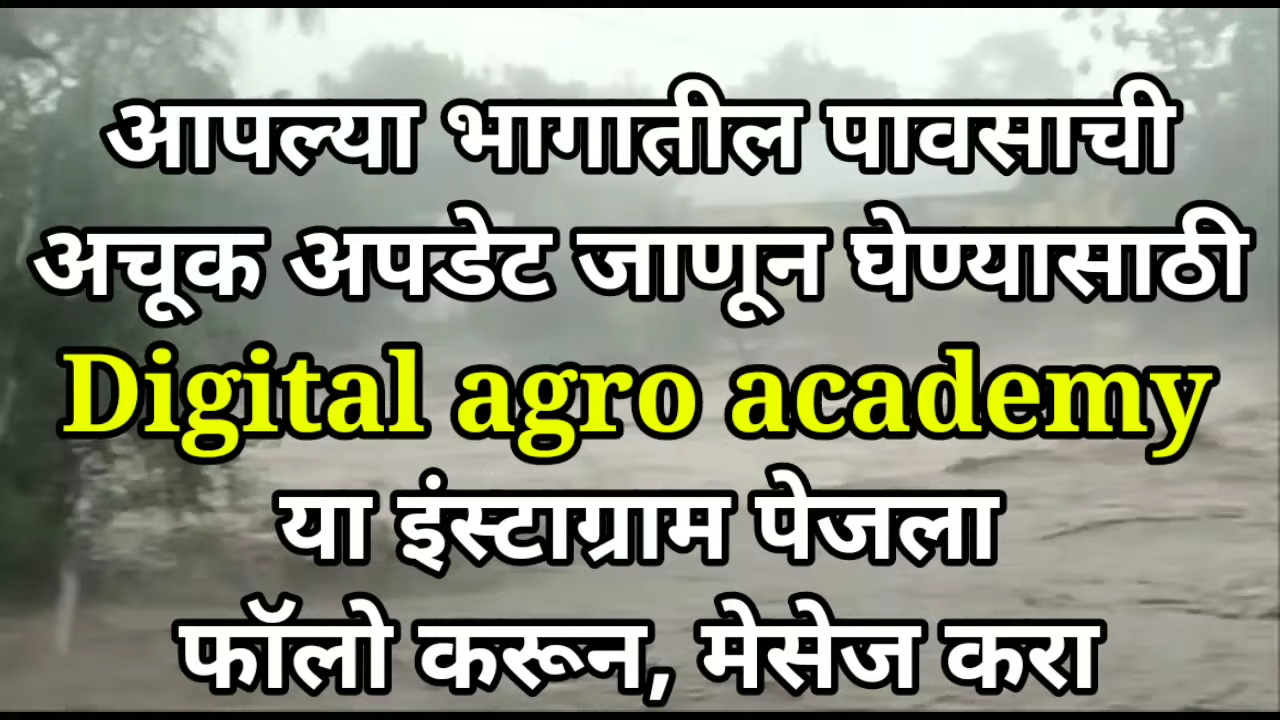 आपल्या भागातील पावसाची
अचूक अपडेट जाणून घेण्यासाठी
Digital agro academy
या इंस्टाग्राम पेजला
फॉलो करून, मेसेज करा